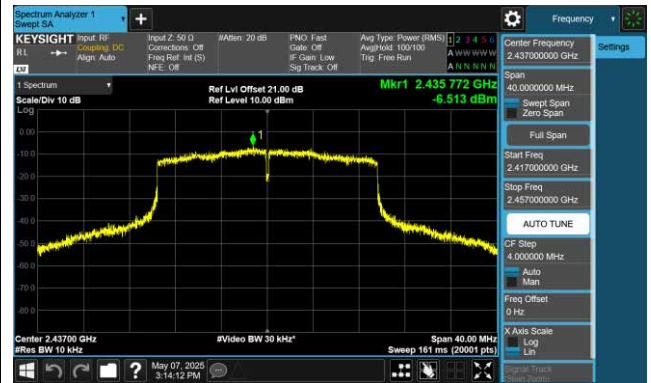 Spectrum Analyzer 1
Swept SA
Frequency
KEYSIGHT
Input: RF
Coupling: DC
Align: Auto
RL
LXI
Input Z: 50 Ω
Corrections: Off
Freq Ref: Int (S)
NFE: Off
#Atten: 20 dB
PNO: Fast
Gate: Off
IF Gain: Low
Sig Track: Off
Avg Type: Power (RMS)
Avg|Hold: 100/100
Trig: Free Run
1 2 3 4 5 6
A W W W W W
A N N N N N
1 Spectrum
Scale/Div 10 dB
Log
Ref Lvl Offset 21.00 dB
Ref Level 10.00 dBm
Mkr1 2.435 772 GHz
-6.513 dBm
1
0.00
-10.0
-20.0
-30.0
-40.0
-50.0
-60.0
-70.0
-80.0
Center 2.43700 GHz
#Res BW 10 kHz
#Video BW 30 kHz*
Span 40.00 MHz
Sweep 161 ms (20001 pts)
May 07, 2025
3:14:12 PM
Center Frequency
2.437000000 GHz
Settings
Span
40.0000000 MHz
Swept Span
Zero Span
Full Span
Start Freq
2.417000000 GHz
Stop Freq
2.457000000 GHz
AUTO TUNE
CF Step
4.000000 MHz
Auto
Man
Freq Offset
0 Hz
X Axis Scale
Log
Lin
Signal Track
(Span Zoom)